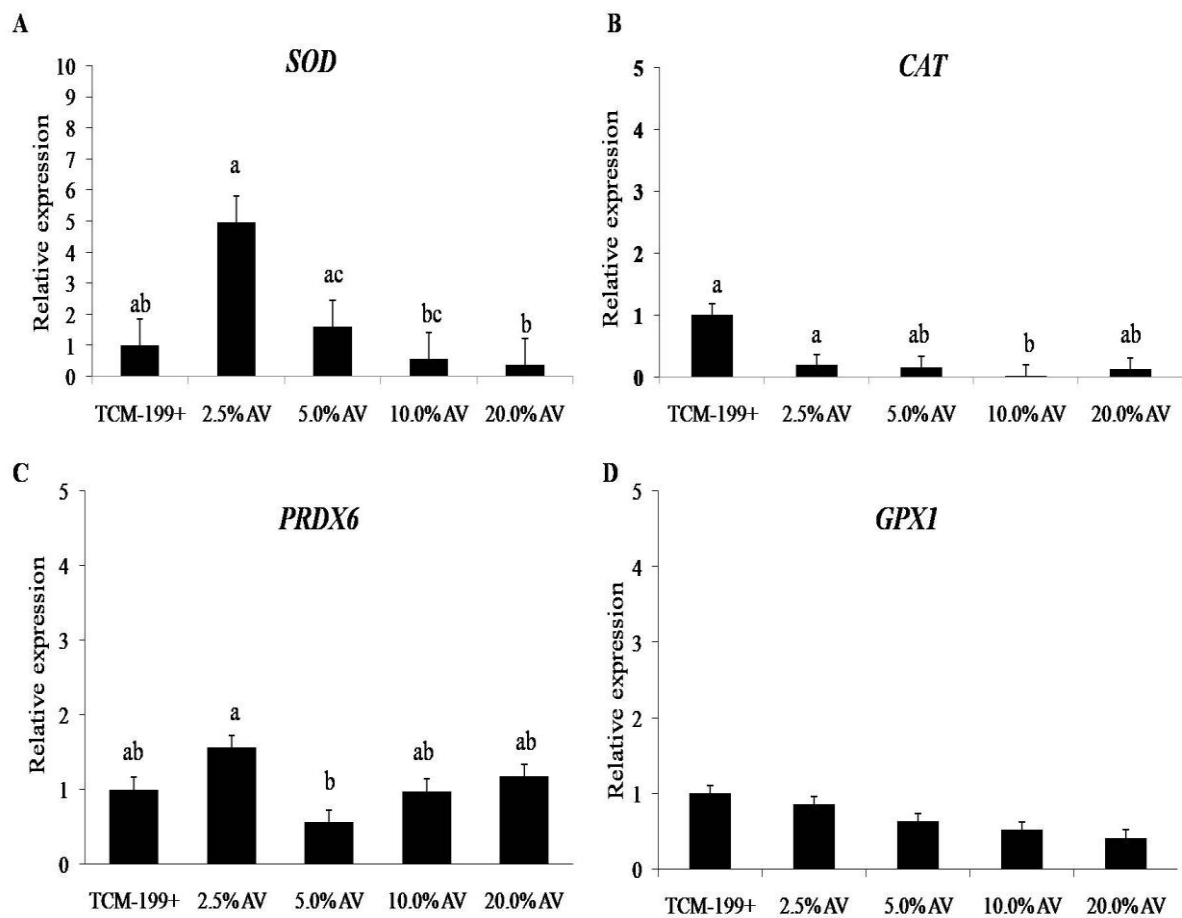 A
SOD
Relative expression
10
9
8
7
6
5
4
3
2
1
0
ab
a
ac
bc
b
TCM-199+ 2.5%AV 5.0%AV 10.0%AV 20.0%AV
B
CAT
Relative expression
5
4
3
2
1
0
a
a
ab
b
ab
TCM-199+ 2.5%AV 5.0%AV 10.0%AV 20.0%AV
C
PRDX6
Relative expression
5
4
3
2
1
0
ab
a
b
ab
ab
TCM-199+ 2.5%AV 5.0%AV 10.0%AV 20.0%AV
D
GPX1
Relative expression
5
4
3
2
1
0
TCM-199+ 2.5%AV 5.0%AV 10.0%AV 20.0%AV